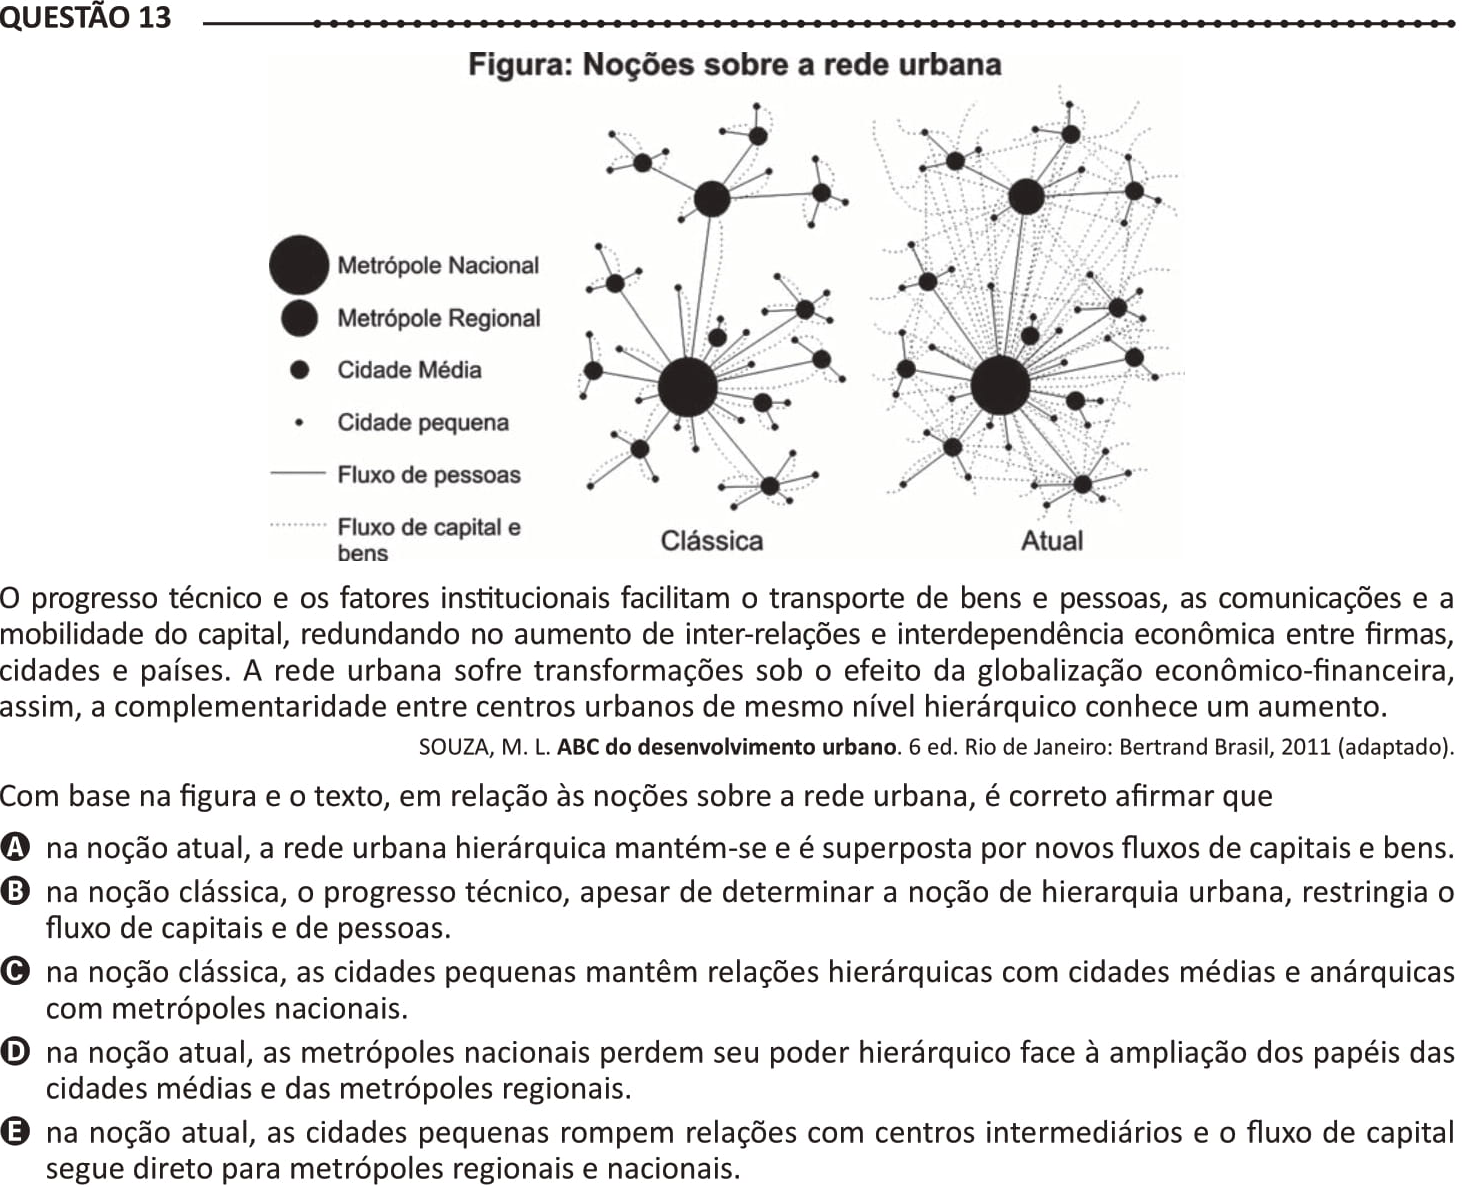 QUESTÃO 13
Figura: Noções sobre a rede urbana
Metrópole Nacional
Metrópole Regional
Cidade Média
Cidade pequena
Fluxo de pessoas
Fluxo de capital e
bens
Clássica
Atual
O progresso técnico e os fatores institucionais facilitam o transporte de bens e pessoas, as comunicações e a
mobilidade do capital, redundando no aumento de inter-relações e interdependência econômica entre firmas,
cidades e países. A rede urbana sofre transformações sob o efeito da globalização econômico-financeira,
assim, a complementaridade entre centros urbanos de mesmo nível hierárquico conhece um aumento.
SOUZA, M. L. ABC do desenvolvimento urbano. 6 ed. Rio de Janeiro: Bertrand Brasil, 2011 (adaptado).
Com base na figura e o texto, em relação às noções sobre a rede urbana, é correto afirmar que
A na noção atual, a rede urbana hierárquica mantém-se e é superposta por novos fluxos de capitais e bens.
B na noção clássica, o progresso técnico, apesar de determinar a noção de hierarquia urbana, restringia o
fluxo de capitais e de pessoas.
C na noção clássica, as cidades pequenas mantêm relações hierárquicas com cidades médias e anárquicas
com metrópoles nacionais.
D na noção atual, as metrópoles nacionais perdem seu poder hierárquico face à ampliação dos papéis das
cidades médias e das metrópoles regionais.
E na noção atual, as cidades pequenas rompem relações com centros intermediários e o fluxo de capital
segue direto para metrópoles regionais e nacionais.